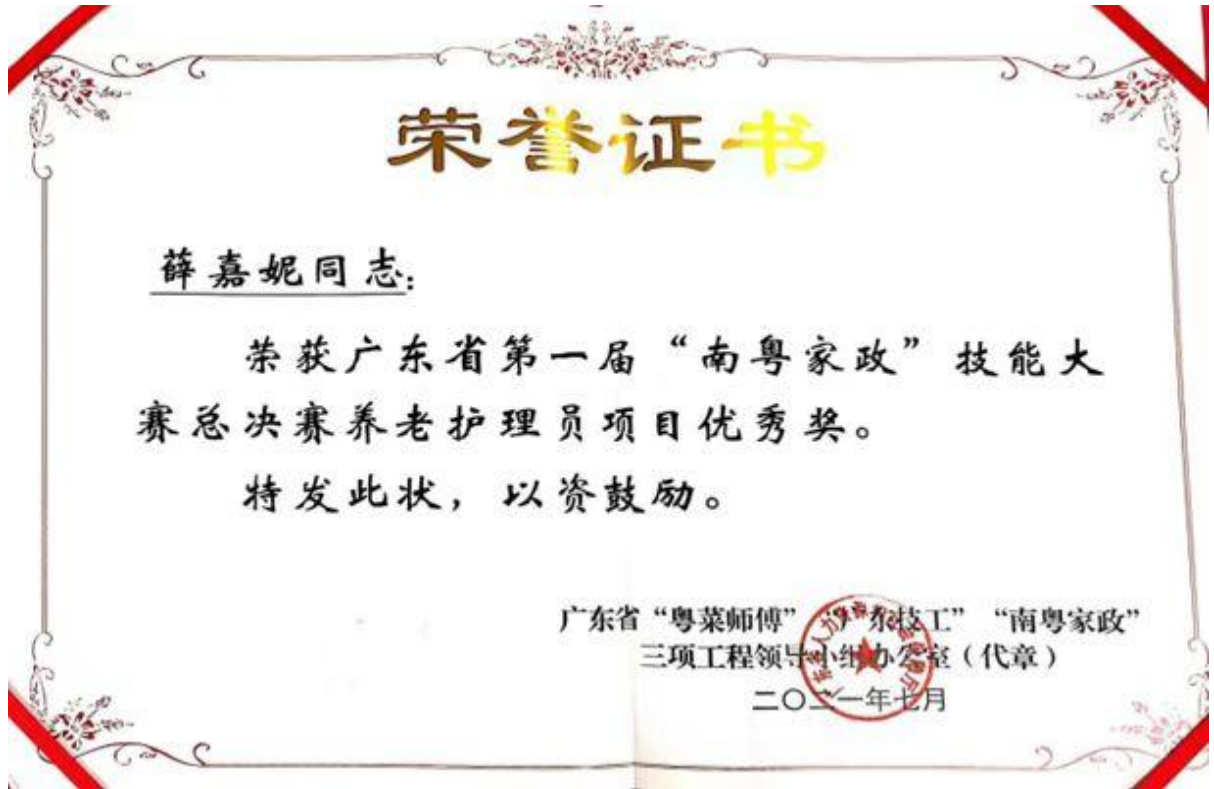 荣誉证书
薛嘉妮同志:
荣获广东省第一届“南粤家政”技能大
赛总决赛养老护理员项目优秀奖。
特发此状,以资鼓励。
广东省“粤菜师傅”“广东技工”“南粤家政”
三项工程领导小组办公室(代章)
二〇二一年七月